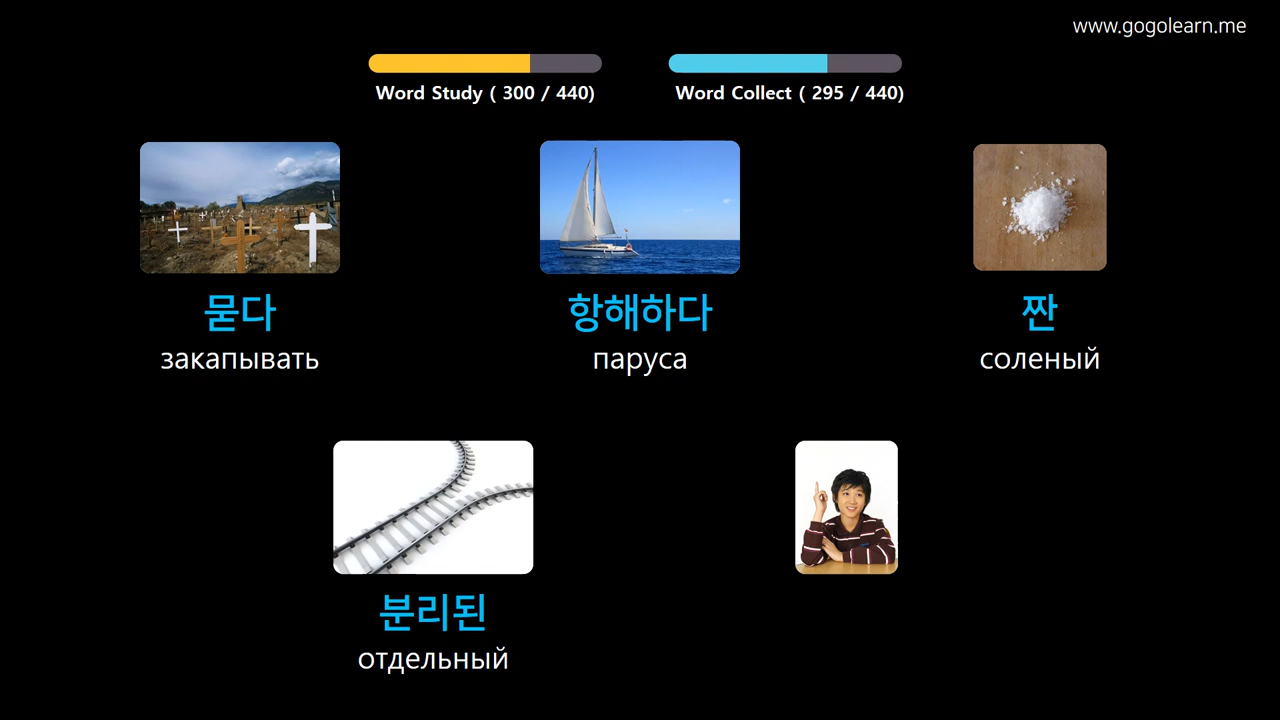 www.gogolearn.me
Word Study ( 300 / 440)
Word Collect ( 295 / 440)
묻다
закапывать
항해하다
паруса
짠
соленый
분리된
отдельный